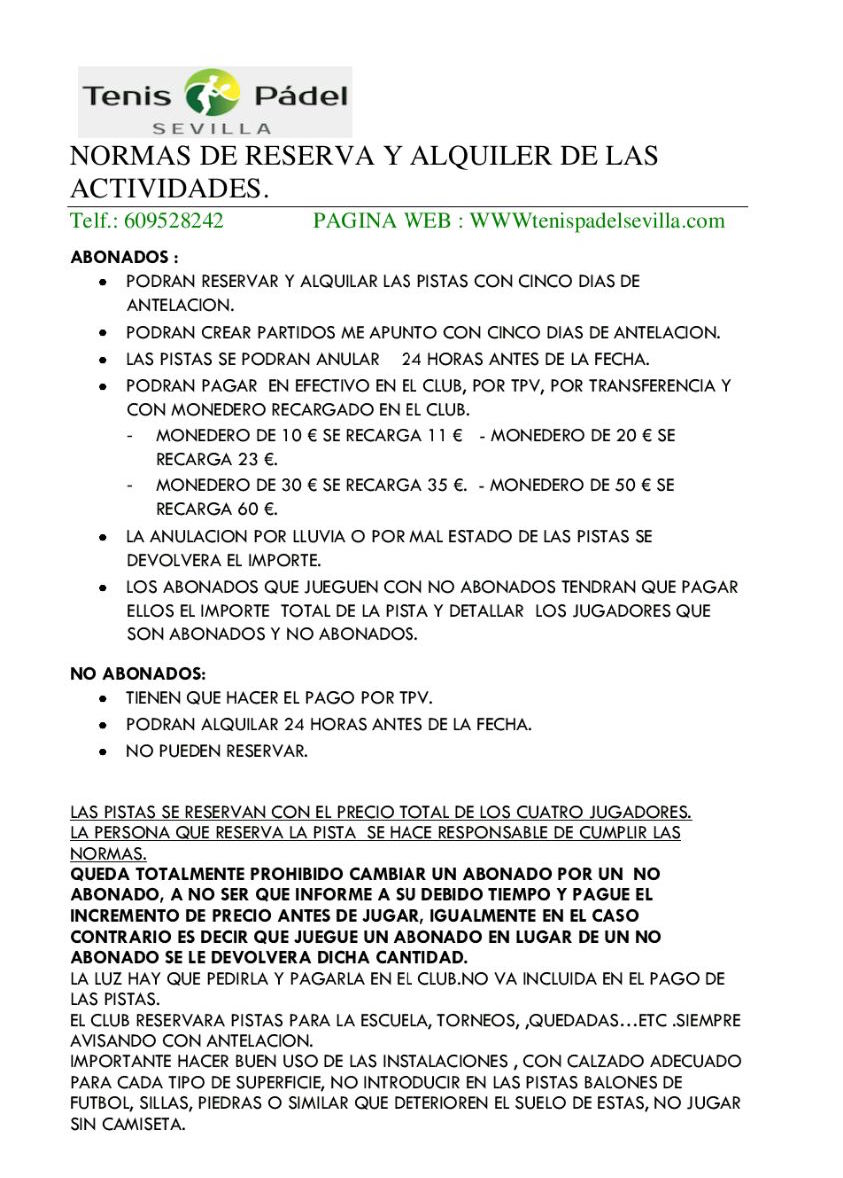 Tenis Pádel
SEVILLA
NORMAS DE RESERVA Y ALQUILER DE LAS
ACTIVIDADES.
Telf.: 609528242 PAGINA WEB : WWWtenispadelsevilla.com
ABONADOS :
• PODRAN RESERVAR Y ALQUILAR LAS PISTAS CON CINCO DIAS DE
ANTELACION.
• PODRAN CREAR PARTIDOS ME APUNTO CON CINCO DIAS DE ANTELACION.
• LAS PISTAS SE PODRAN ANULAR 24 HORAS ANTES DE LA FECHA.
• PODRAN PAGAR EN EFECTIVO EN EL CLUB, POR TPV, POR TRANSFERENCIA Y
CON MONEDERO RECARGADO EN EL CLUB.
- MONEDERO DE 10 € SE RECARGA 11 € - MONEDERO DE 20 € SE
RECARGA 23 €.
- MONEDERO DE 30 € SE RECARGA 35 €. - MONEDERO DE 50 € SE
RECARGA 60 €.
• LA ANULACION POR LLUVIA O POR MAL ESTADO DE LAS PISTAS SE
DEVOLVERA EL IMPORTE.
• LOS ABONADOS QUE JUEGUEN CON NO ABONADOS TENDRAN QUE PAGAR
ELLOS EL IMPORTE TOTAL DE LA PISTA Y DETALLAR LOS JUGADORES QUE
SON ABONADOS Y NO ABONADOS.
NO ABONADOS:
• TIENEN QUE HACER EL PAGO POR TPV.
• PODRAN ALQUILAR 24 HORAS ANTES DE LA FECHA.
• NO PUEDEN RESERVAR.
LAS PISTAS SE RESERVAN CON EL PRECIO TOTAL DE LOS CUATRO JUGADORES.
LA PERSONA QUE RESERVA LA PISTA SE HACE RESPONSABLE DE CUMPLIR LAS
NORMAS.
QUEDA TOTALMENTE PROHIBIDO CAMBIAR UN ABONADO POR UN NO
ABONADO, A NO SER QUE INFORME A SU DEBIDO TIEMPO Y PAGUE EL
INCREMENTO DE PRECIO ANTES DE JUGAR, IGUALMENTE EN EL CASO
CONTRARIO ES DECIR QUE JUEGUE UN ABONADO EN LUGAR DE UN NO
ABONADO SE LE DEVOLVERA DICHA CANTIDAD.
LA LUZ HAY QUE PEDIRLA Y PAGARLA EN EL CLUB.NO VA INCLUIDA EN EL PAGO DE
LAS PISTAS.
EL CLUB RESERVARA PISTAS PARA LA ESCUELA, TORNEOS, ,QUEDADAS…ETC .SIEMPRE
AVISANDO CON ANTELACION.
IMPORTANTE HACER BUEN USO DE LAS INSTALACIONES , CON CALZADO ADECUADO
PARA CADA TIPO DE SUPERFICIE, NO INTRODUCIR EN LAS PISTAS BALONES DE
FUTBOL, SILLAS, PIEDRAS O SIMILAR QUE DETERIOREN EL SUELO DE ESTAS, NO JUGAR
SIN CAMISETA.